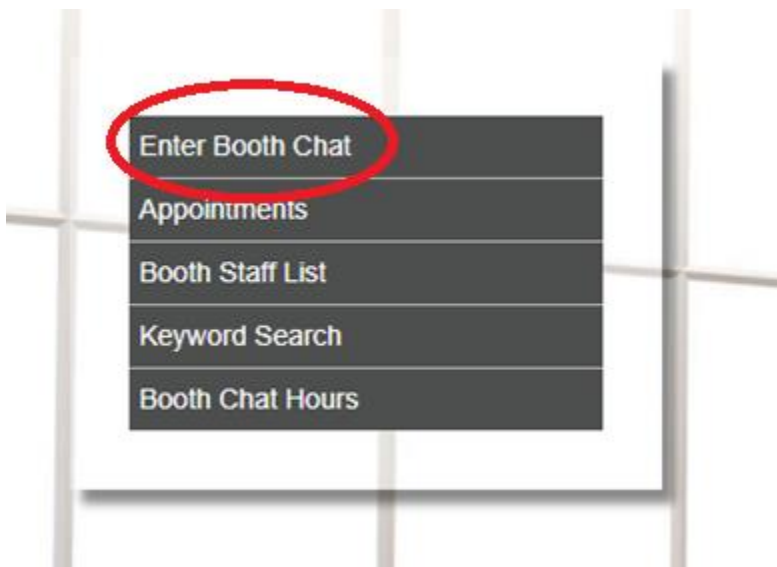 Enter Booth Chat
Appointments
Booth Staff List
Keyword Search
Booth Chat Hours